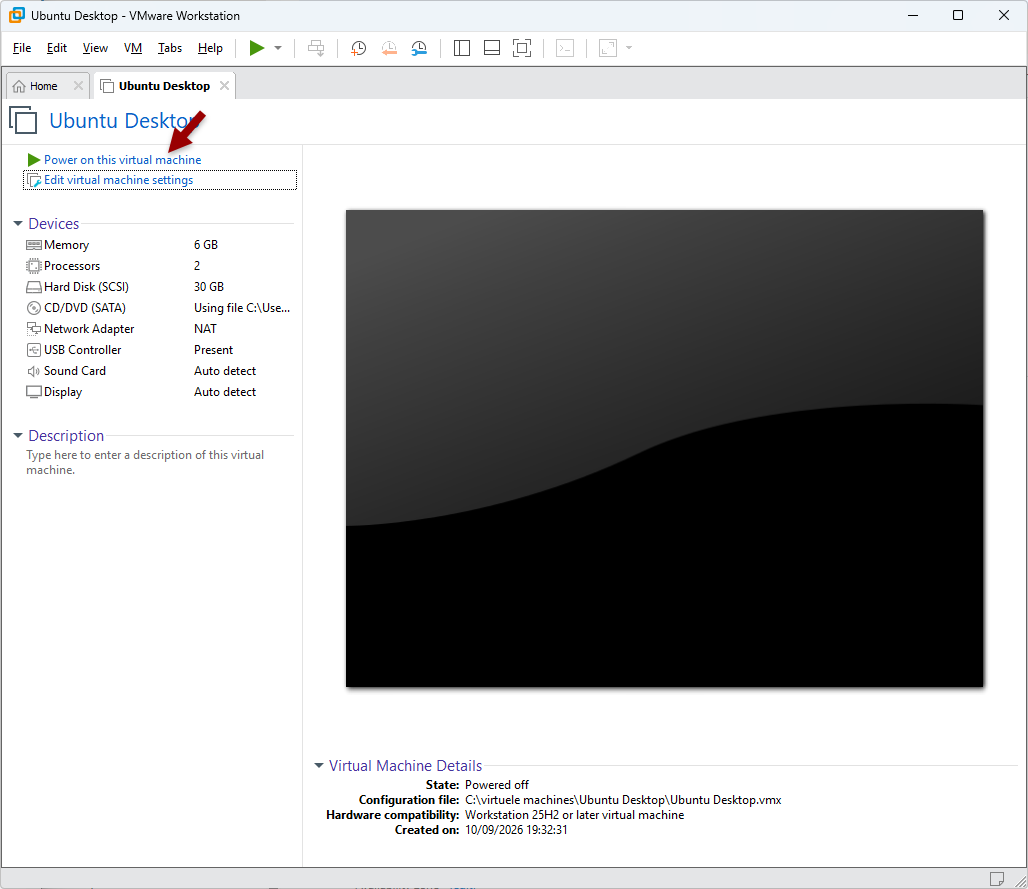 Ubuntu Desktop - VMware Workstation
File Edit View VM Tabs Help
Home
Ubuntu Desktop
Ubuntu Desktop
Power on this virtual machine
Edit virtual machine settings
Devices
Memory 6 GB
Processors 2
Hard Disk (SCSI) 30 GB
CD/DVD (SATA) Using file C:\Use...
Network Adapter NAT
USB Controller Present
Sound Card Auto detect
Display Auto detect
Description
Type here to enter a description of this virtual
machine.
Virtual Machine Details
State: Powered off
Configuration file: C:\virtuele machines\Ubuntu Desktop\Ubuntu Desktop.vmx
Hardware compatibility: Workstation 25H2 or later virtual machine
Created on: 10/09/2026 19:32:31